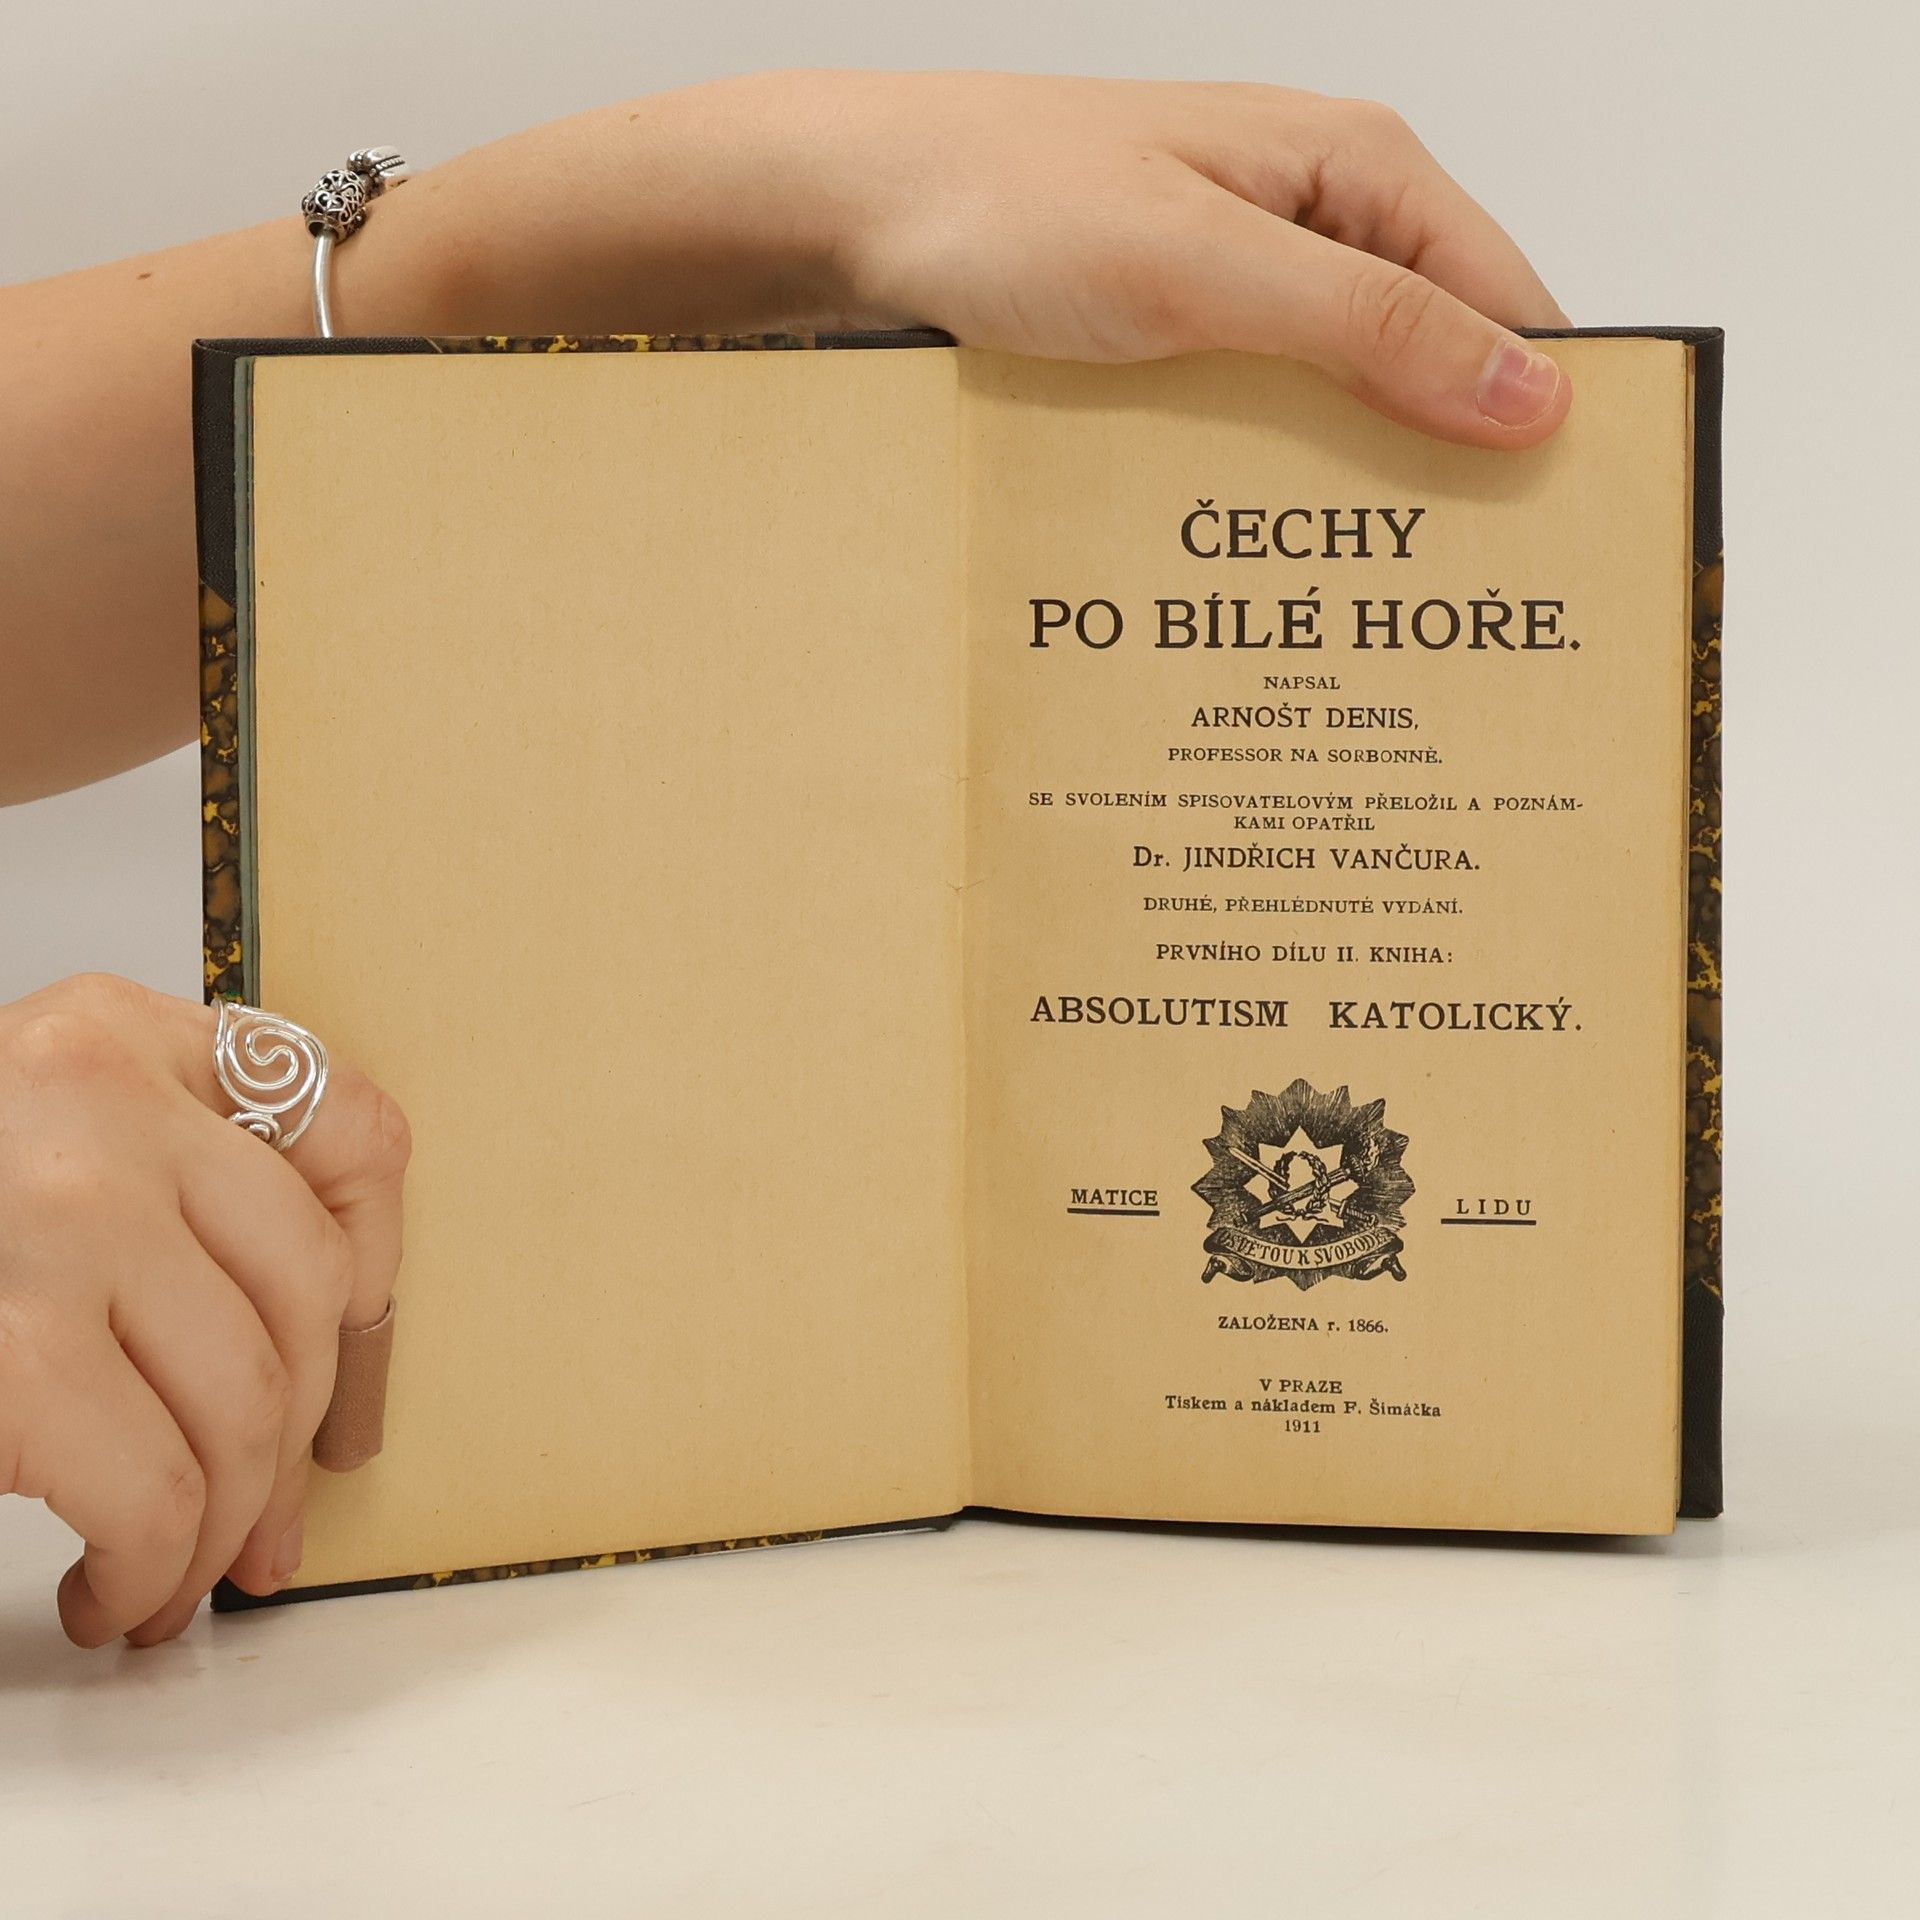 ČECHY
PO BÍLÉ HOŘE.
NAPSAL
ARNOŠT DENIS,
PROFESSOR NA SORBONNĚ.
SE SVOLENÍM SPISOVATELOVÝM PŘELOŽIL A POZNÁM-
KAMI OPATŘIL
Dr. JINDŘICH VANČURA.
DRUHÉ, PŘEHLÉDNUTÉ VYDÁNÍ.
PRVNÍHO DÍLU II. KNIHA:
ABSOLUTISM KATOLICKÝ.
MATICE LIDU
OSVĚTOU K SVOBODĚ
ZALOŽENA r. 1866.
V PRAZE
Tiskem a nákladem F. Šimáčka
1911